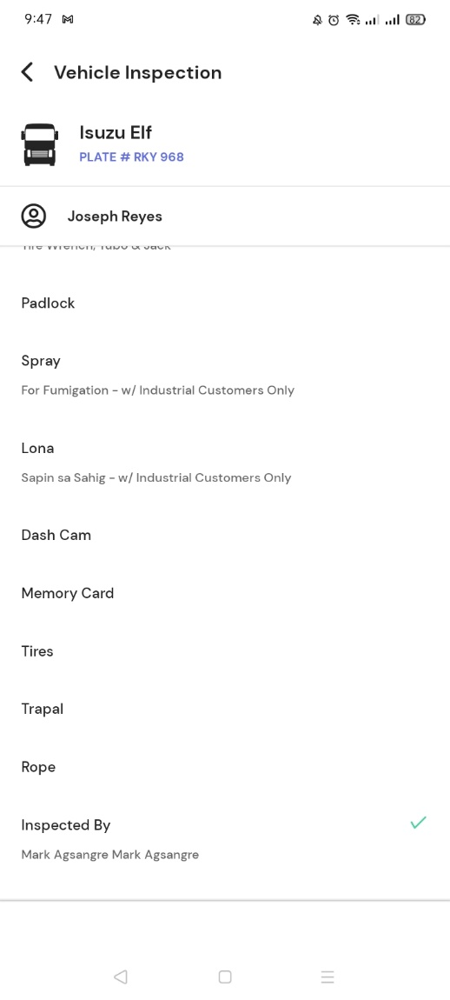 9:47
82
Vehicle Inspection
Isuzu Elf
PLATE # RKY 968
Joseph Reyes
Tire Wrench, Tubo & Jack
Padlock
Spray
For Fumigation - w/ Industrial Customers Only
Lona
Sapin sa Sahig - w/ Industrial Customers Only
Dash Cam
Memory Card
Tires
Trapal
Rope
Inspected By
Mark Agsangre Mark Agsangre